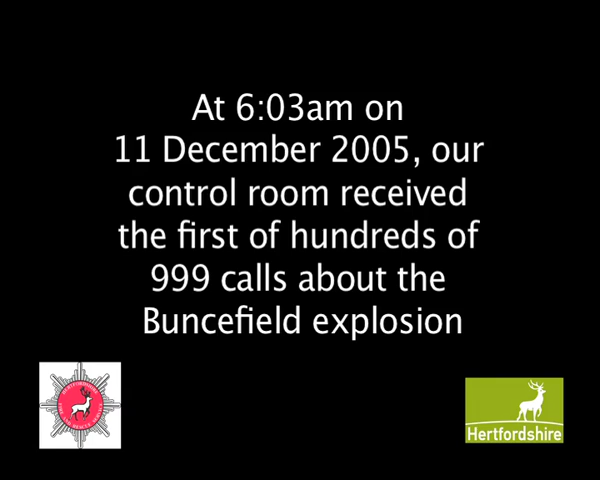 At 6:03am on
11 December 2005, our
control room received
the first of hundreds of
999 calls about the
Buncefield explosion
HERTFORDSHIRE
Hertfordshire